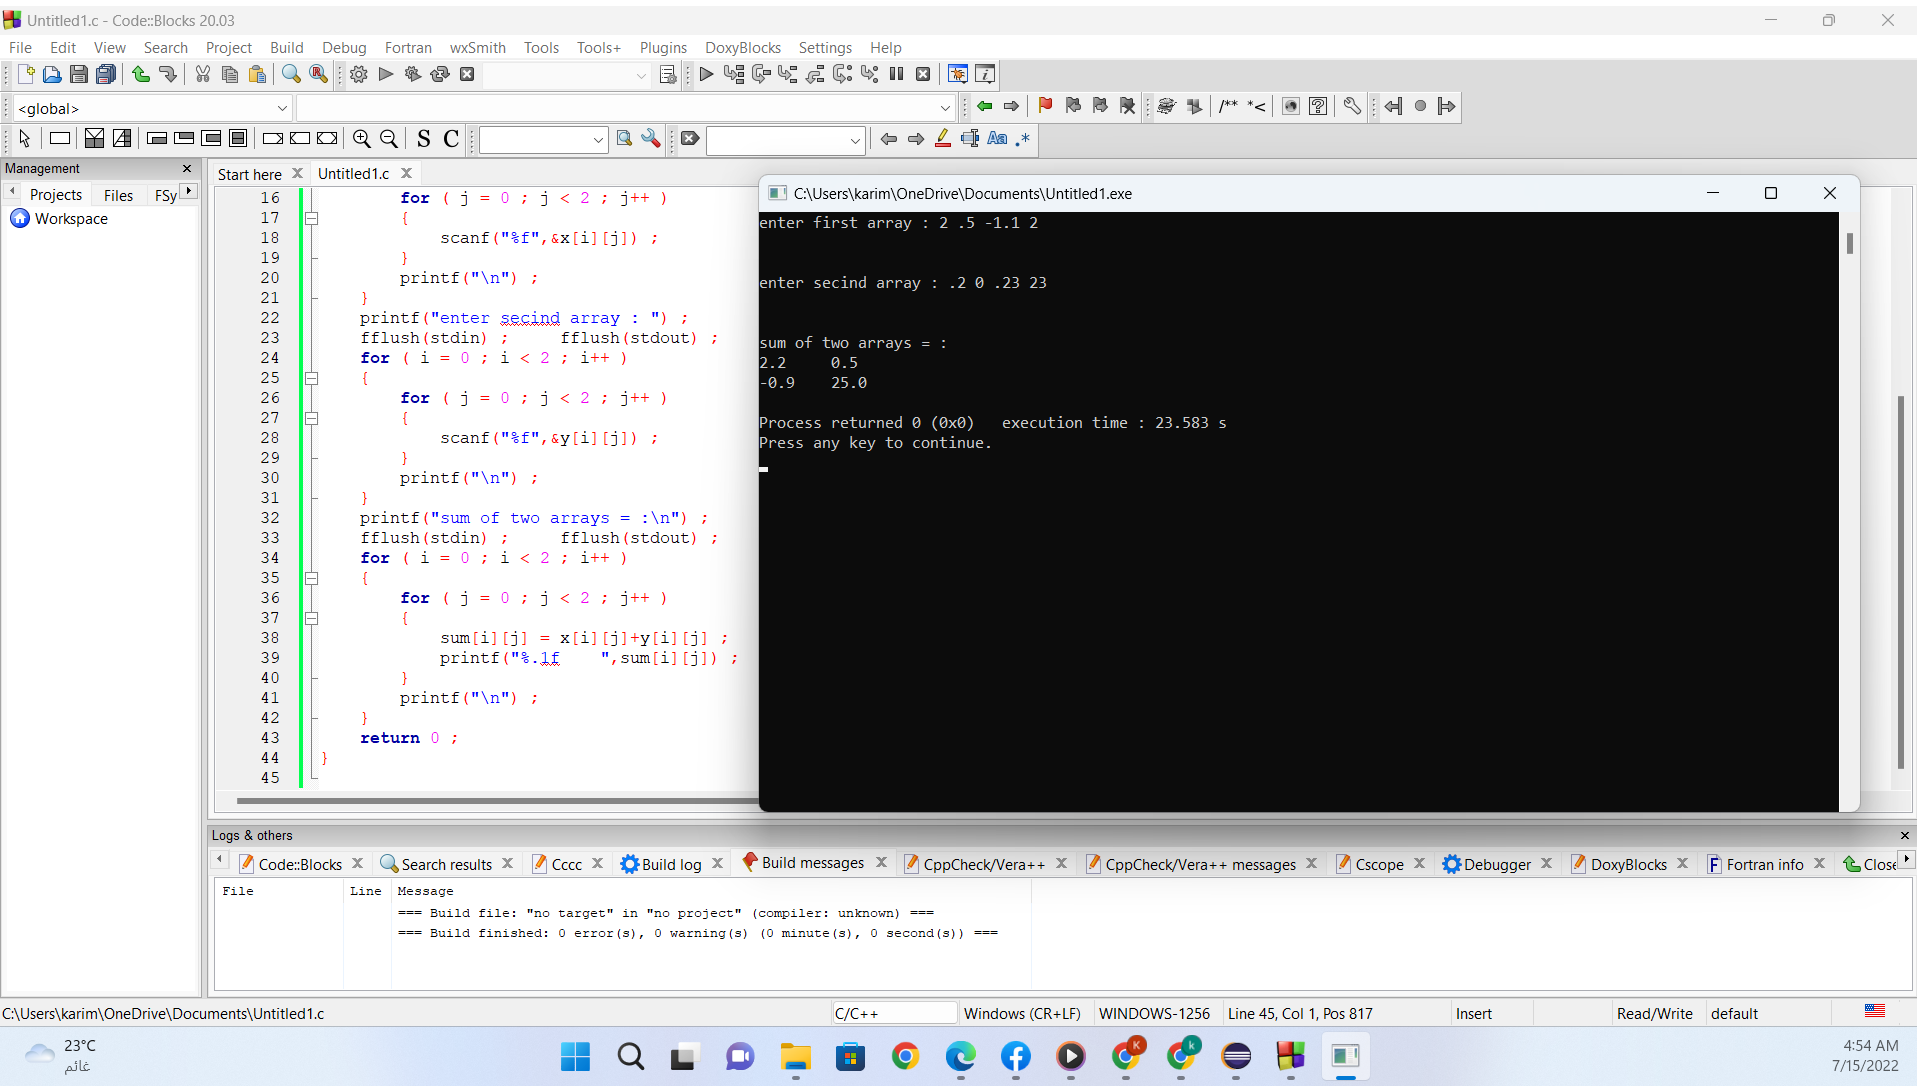 Untitled1.c - Code::Blocks 20.03
File Edit View Search Project Build Debug Fortran wxSmith Tools Tools+ Plugins DoxyBlocks Settings Help
<global>
/** *<
S C
Aa .*
Management
Projects Files FSy
Workspace
Start here Untitled1.c
16 for ( j = 0 ; j < 2 ; j++ )
17 {
18 scanf("%f",&x[i][j]) ;
19 }
20 printf("\n") ;
21 }
22 printf("enter secind array : ") ;
23 fflush(stdin) ; fflush(stdout) ;
24 for ( i = 0 ; i < 2 ; i++ )
25 {
26 for ( j = 0 ; j < 2 ; j++ )
27 {
28 scanf("%f",&y[i][j]) ;
29 }
30 printf("\n") ;
31 }
32 printf("sum of two arrays = :\n") ;
33 fflush(stdin) ; fflush(stdout) ;
34 for ( i = 0 ; i < 2 ; i++ )
35 {
36 for ( j = 0 ; j < 2 ; j++ )
37 {
38 sum[i][j] = x[i][j]+y[i][j] ;
39 printf("%.1f    ",sum[i][j]) ;
40 }
41 printf("\n") ;
42 }
43 return 0 ;
44 }
45
C:\Users\karim\OneDrive\Documents\Untitled1.exe
enter first array : 2 .5 -1.1 2
enter secind array : .2 0 .23 23
sum of two arrays = :
2.2 0.5
-0.9 25.0
Process returned 0 (0x0) execution time : 23.583 s
Press any key to continue.
Logs & others
Code::Blocks Search results Cccc Build log Build messages CppCheck/Vera++ CppCheck/Vera++ messages Cscope Debugger DoxyBlocks Fortran info Close
File Line Message
=== Build file: "no target" in "no project" (compiler: unknown) ===
=== Build finished: 0 error(s), 0 warning(s) (0 minute(s), 0 second(s)) ===
C:\Users\karim\OneDrive\Documents\Untitled1.c C/C++ Windows (CR+LF) WINDOWS-1256 Line 45, Col 1, Pos 817 Insert Read/Write default
23°C
غائم
K
k
4:54 AM
7/15/2022